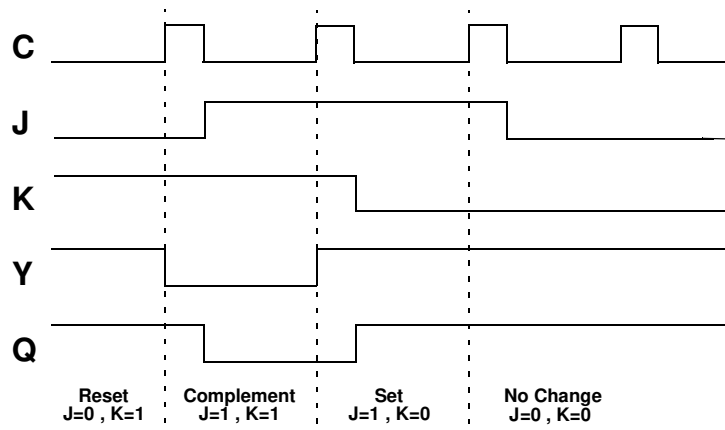 C
J
K
Y
Q
Reset
J=0 , K=1
Complement
J=1 , K=1
Set
J=1 , K=0
No Change
J=0 , K=0